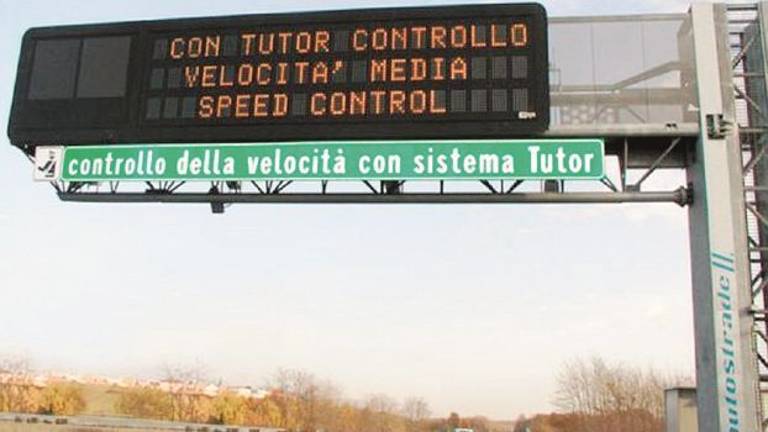 CON TUTOR CONTROLLO
VELOCITA' MEDIA
SPEED CONTROL
controllo della velocità con sistema Tutor
autostrade